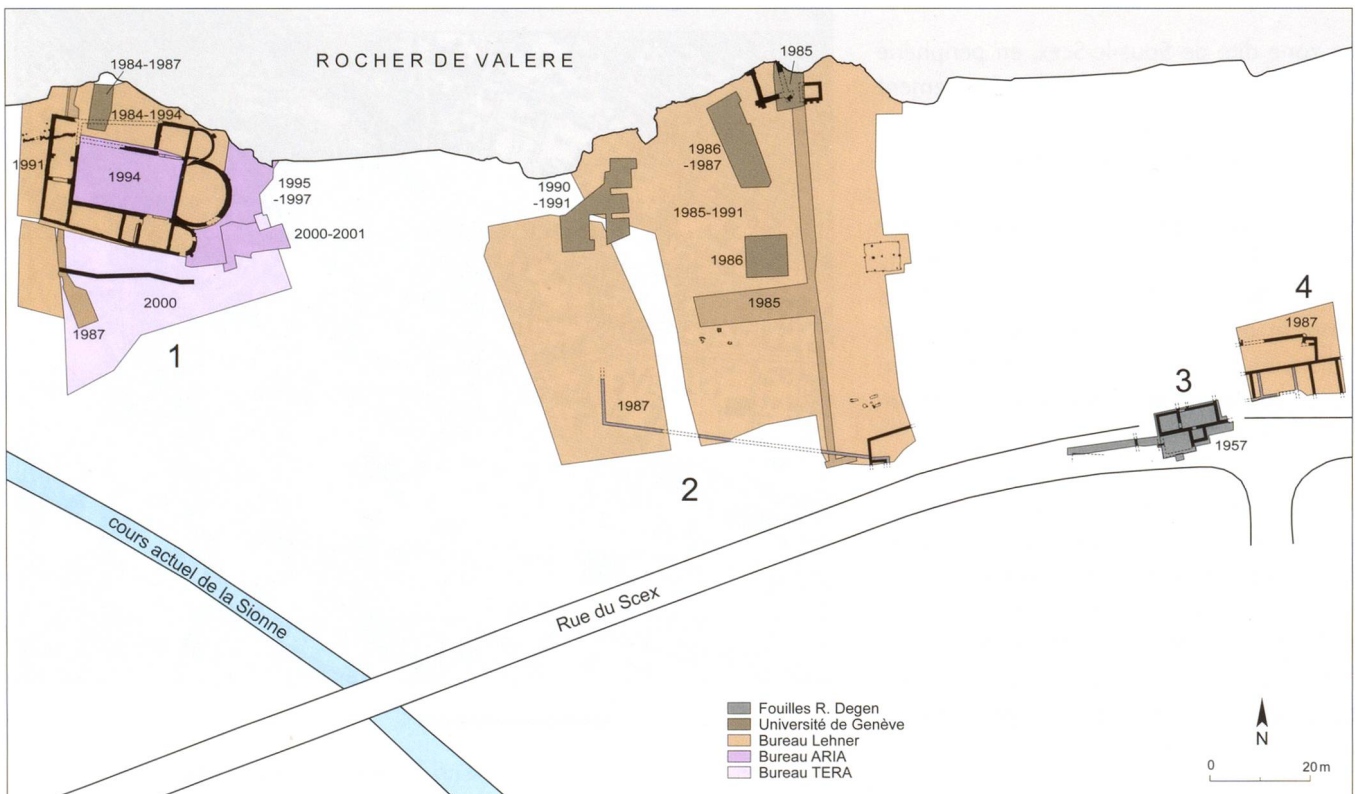 ROCHER DE VALERE
1984-1987
1984-1994
1991
1994
1995
-1997
2000-2001
2000
1987
1
1985
1986
-1987
1990
-1991
1985-1991
1986
1985
1987
2
3
1957
4
1987
cours actuel de la Sionne
Rue du Scex
Fouilles R. Degen
Université de Genève
Bureau Lehner
Bureau ARIA
Bureau TERA
N
0
20 m